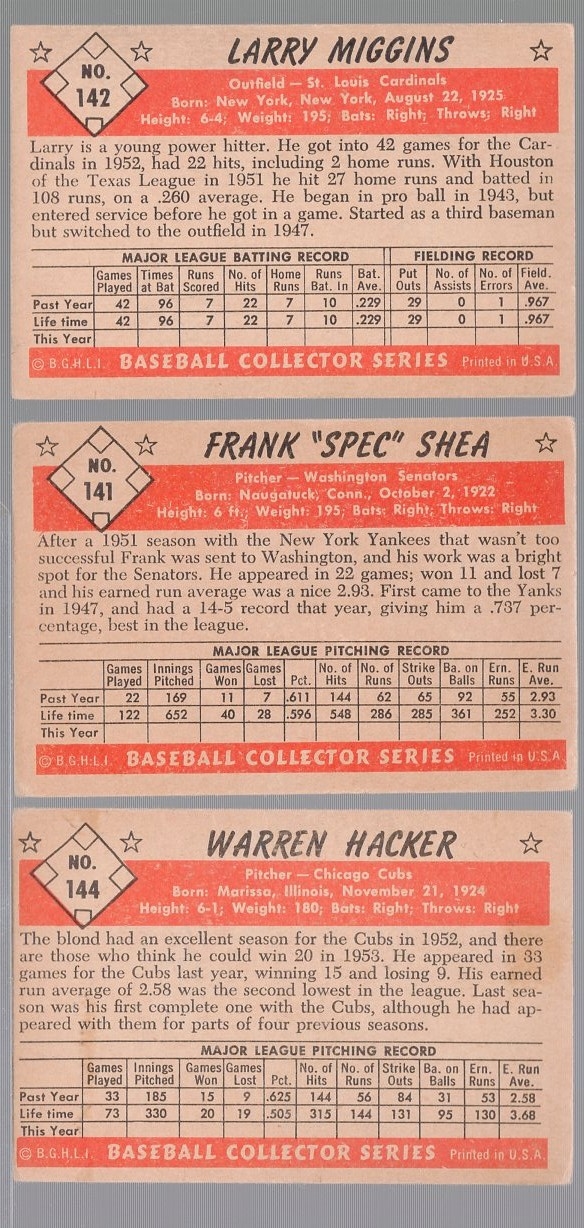 NO.
142
LARRY MIGGINS
Outfield — St. Louis Cardinals
Born: New York, New York, August 22, 1925
Height: 6-4; Weight: 195; Bats: Right; Throws: Right
Larry is a young power hitter. He got into 42 games for the Car-
dinals in 1952, had 22 hits, including 2 home runs. With Houston
of the Texas League in 1951 he hit 27 home runs and batted in
108 runs, on a .260 average. He began in pro ball in 1943, but
entered service before he got in a game. Started as a third baseman
but switched to the outfield in 1947.
MAJOR LEAGUE BATTING RECORD FIELDING RECORD
Games Times Runs No. of Home Runs Bat. Put No. of No. of Field.
Played at Bat Scored Hits Runs Bat. In Ave. Outs Assists Errors Ave.
Past Year 42 96 7 22 7 10 .229 29 0 1 .967
Life time 42 96 7 22 7 10 .229 29 0 1 .967
This Year
© B.G.H.L.I. BASEBALL COLLECTOR SERIES Printed in U.S.A.
NO.
141
FRANK "SPEC" SHEA
Pitcher — Washington Senators
Born: Naugatuck, Conn., October 2, 1922
Height: 6 ft.; Weight: 195; Bats: Right; Throws: Right
After a 1951 season with the New York Yankees that wasn't too
successful Frank was sent to Washington, and his work was a bright
spot for the Senators. He appeared in 22 games; won 11 and lost 7
and his earned run average was a nice 2.93. First came to the Yanks
in 1947, and had a 14-5 record that year, giving him a .737 per-
centage, best in the league.
MAJOR LEAGUE PITCHING RECORD
Games Innings Games Games No. of No. of Strike Ba. on Ern. E. Run
Played Pitched Won Lost Pct. Hits Runs Outs Balls Runs Ave.
Past Year 22 169 11 7 .611 144 62 65 92 55 2.93
Life time 122 652 40 28 .596 548 286 285 361 252 3.30
This Year
© B.G.H.L.I. BASEBALL COLLECTOR SERIES Printed in U.S.A.
NO.
144
WARREN HACKER
Pitcher — Chicago Cubs
Born: Marissa, Illinois, November 21, 1924
Height: 6-1; Weight: 180; Bats: Right; Throws: Right
The blond had an excellent season for the Cubs in 1952, and there
are those who think he could win 20 in 1953. He appeared in 33
games for the Cubs last year, winning 15 and losing 9. His earned
run average of 2.58 was the second lowest in the league. Last sea-
son was his first complete one with the Cubs, although he had ap-
peared with them for parts of four previous seasons.
MAJOR LEAGUE PITCHING RECORD
Games Innings Games Games No. of No. of Strike Ba. on Ern. E. Run
Played Pitched Won Lost Pct. Hits Runs Outs Balls Runs Ave.
Past Year 33 185 15 9 .625 144 56 84 31 53 2.58
Life time 73 330 20 19 .505 315 144 131 95 130 3.68
This Year
© B.G.H.L.I. BASEBALL COLLECTOR SERIES Printed in U.S.A.